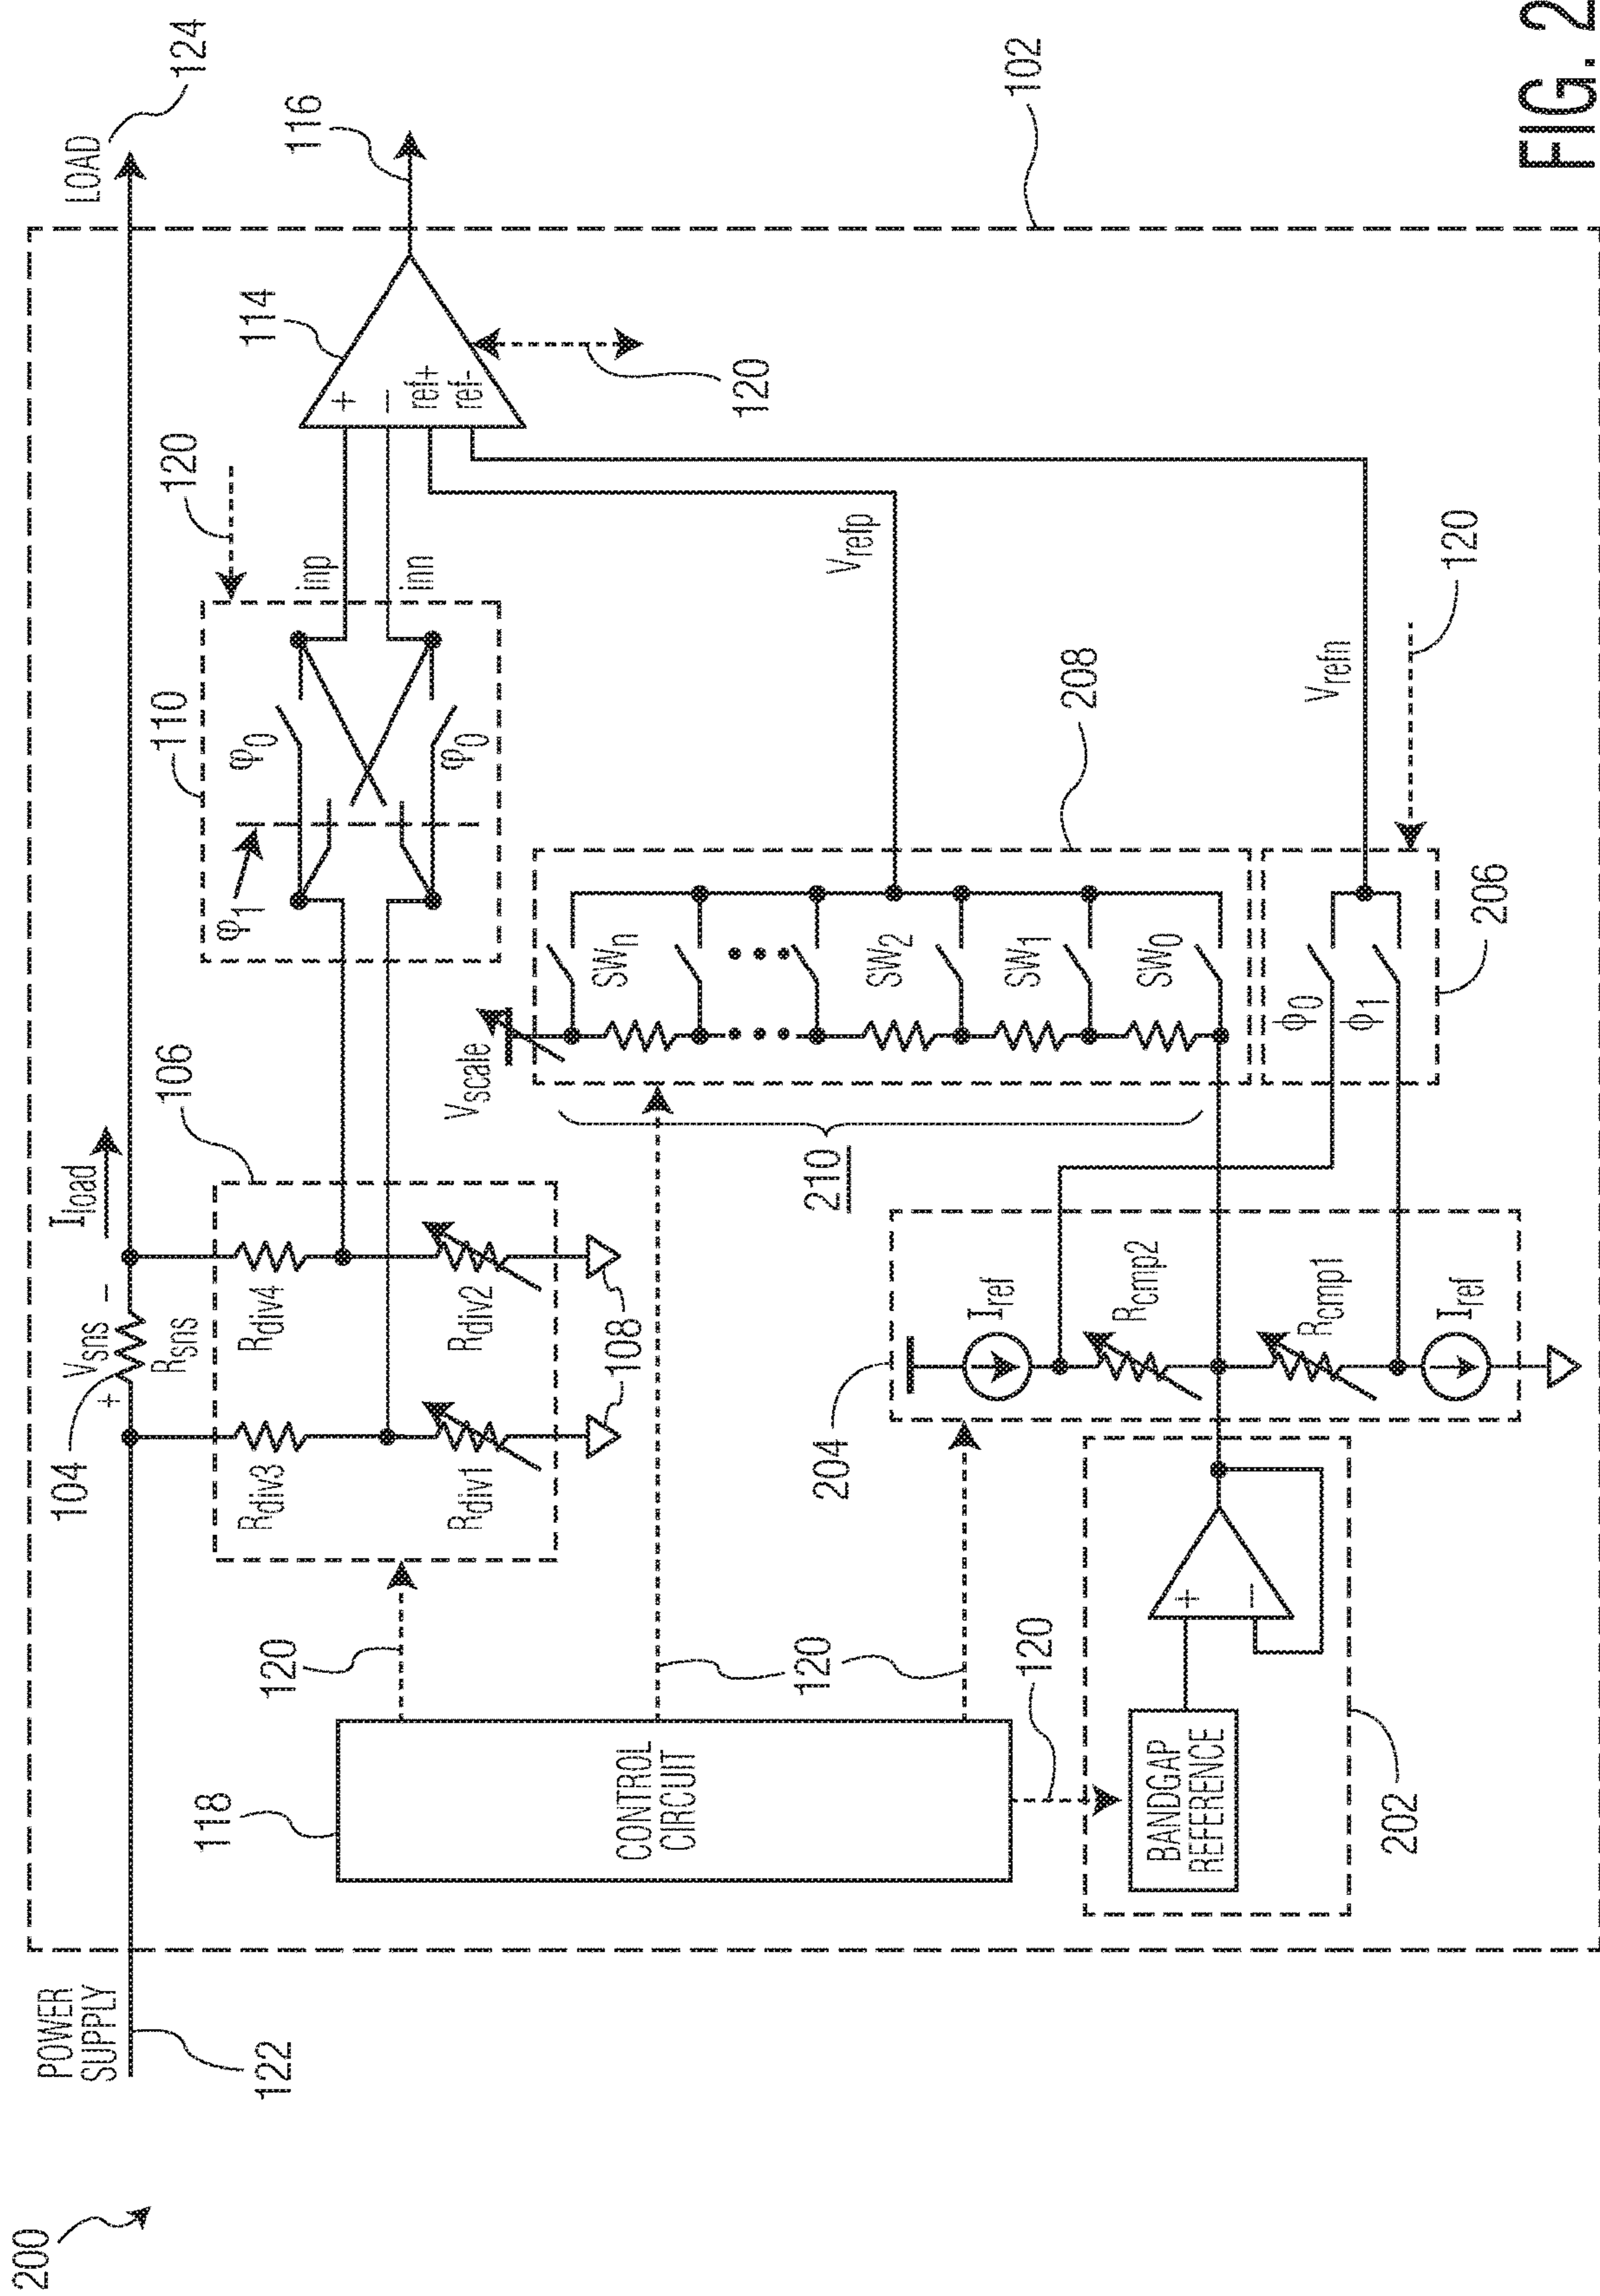 200
POWER
SUPPLY
122
LOAD
124
Iload
+ Vsns −
Rsns
104
106
Rdiv3
Rdiv4
Rdiv1
Rdiv2
108
110
φ1
φ0
φ0
120
inp
inn
114
+
−
ref+
ref-
116
120
102
118
CONTROL
CIRCUIT
120
120
120
Vscale
SWn
SW2
SW1
SW0
210
208
Vrefp
Vrefn
204
Iref
Rcmp2
Rcmp1
Iref
φ0
φ1
206
120
BANDGAP
REFERENCE
+
−
202
FIG. 2